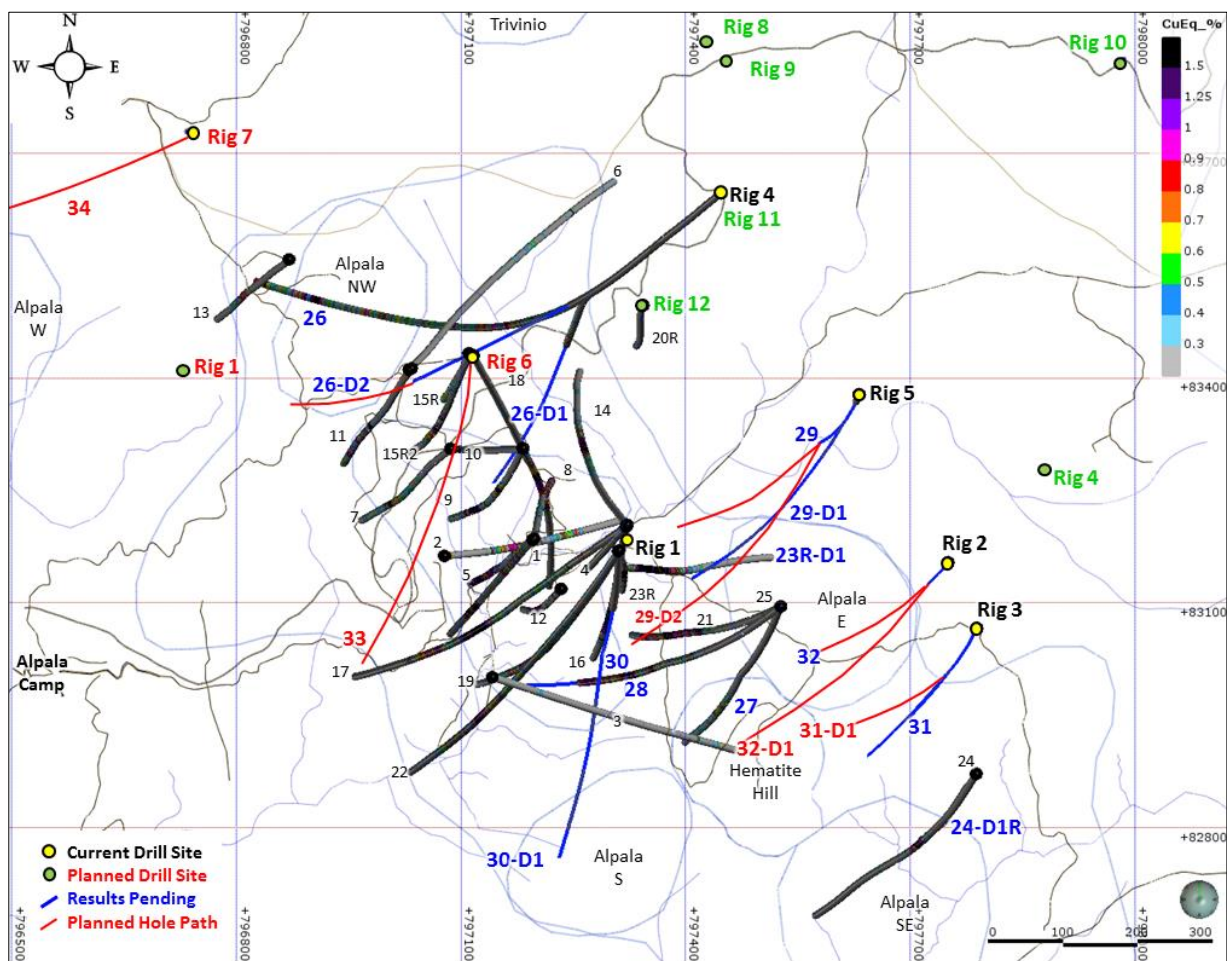 N
W
E
S
Trivinio
Rig 8
Rig 9
Rig 10
CuEq_%
1.5
1.25
1
0.9
0.8
0.7
0.6
0.5
0.4
0.3
+796800
+797100
+797400
+797700
+798000
Rig 7
34
6
Rig 4
Rig 11
Alpala
NW
Alpala
W
13
26
Rig 12
20R
Rig 1
Rig 6
18
26-D2
15R
26-D1
14
Rig 5
+83400
29
11
15R2
10
8
Rig 4
7
9
29-D1
2
1
Rig 1
Rig 2
5
4
23R-D1
23R
25
Alpala
E
Rig 3
+83100
12
29-D2
21
33
17
16
30
32
Alpala
Camp
19
28
27
3
31-D1
31
32-D1
Hematite
Hill
22
24
24-D1R
+82800
30-D1
Alpala
S
Alpala
SE
Current Drill Site
Planned Drill Site
Results Pending
Planned Hole Path
0
100
200
300
+796500
+796800
+797100
+797400
+797700